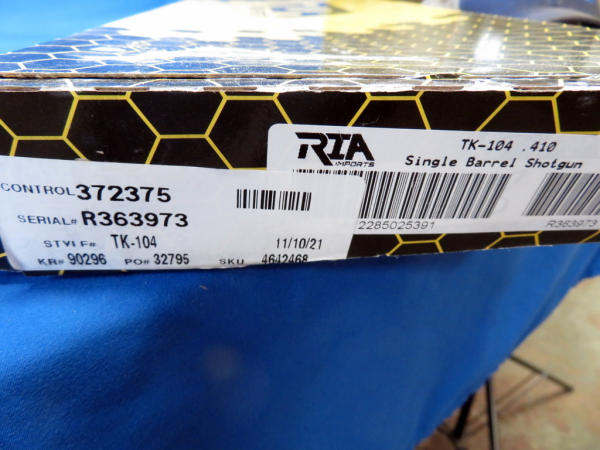 RIA
IMPORTS
TK-104 .410
Single Barrel Shotgun
2285025391
R363973
CONTROL 372375
SERIAL# R363973
STYLE# TK-104
11/10/21
KR# 90296 PO# 32795 SKU 4642468